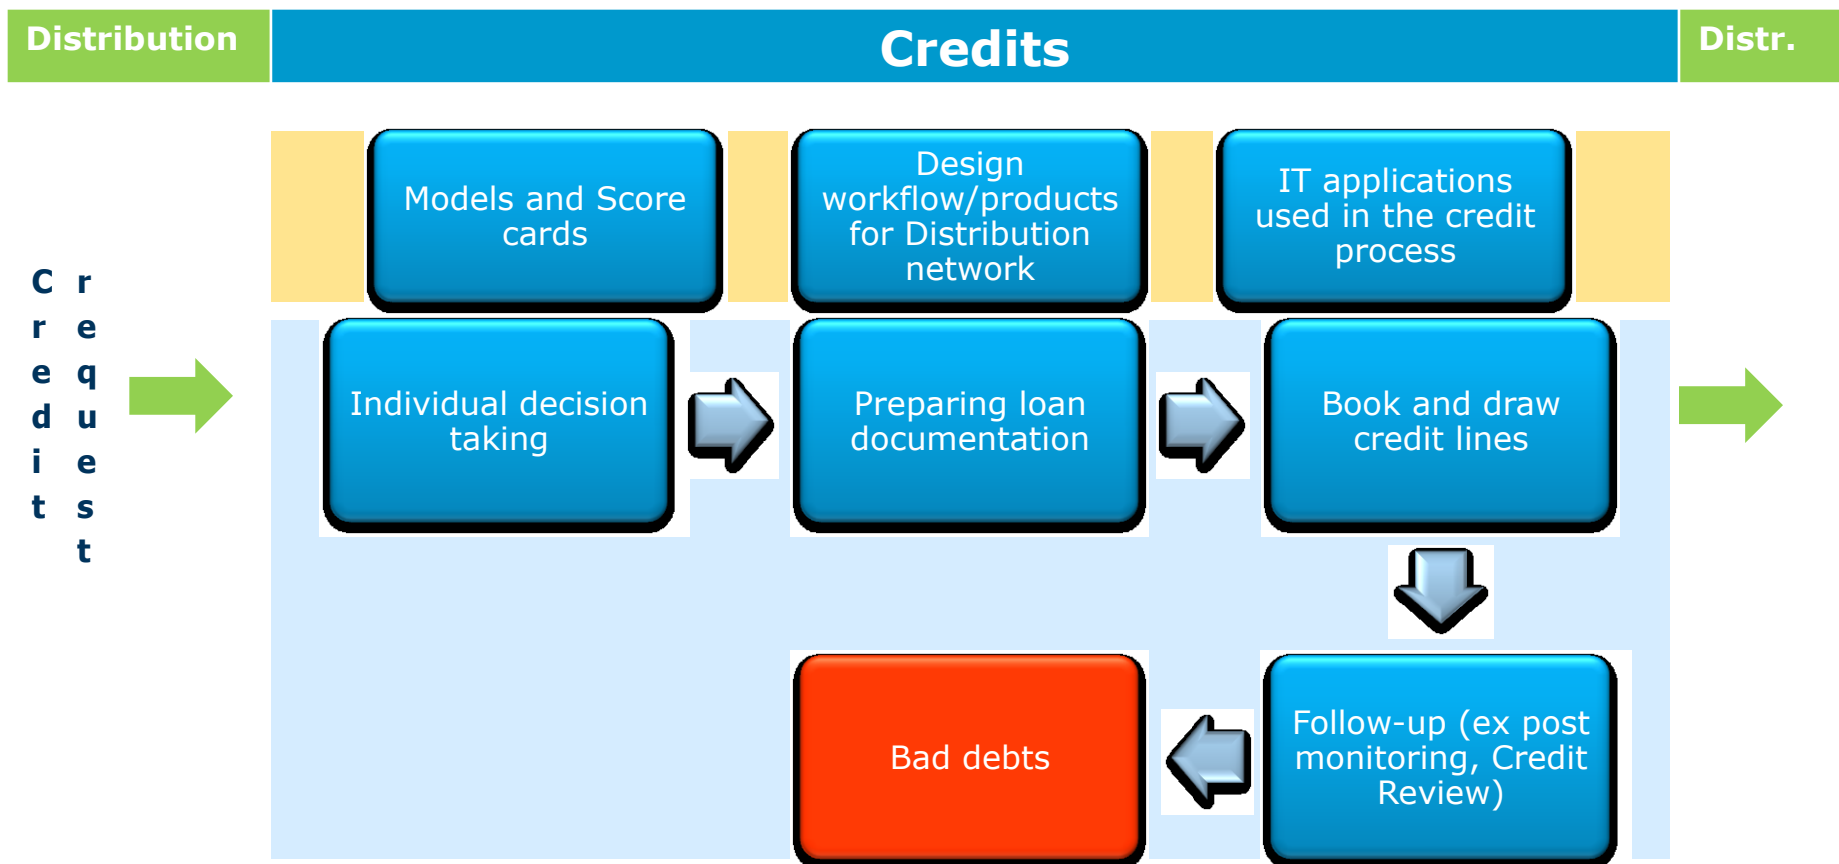 Distribution
Credits
Distr.
Models and Score
cards
Design
workflow/products
for Distribution
network
IT applications
used in the credit
process
Credit
request
Individual decision
taking
Preparing loan
documentation
Book and draw
credit lines
Bad debts
Follow-up (ex post
monitoring, Credit
Review)